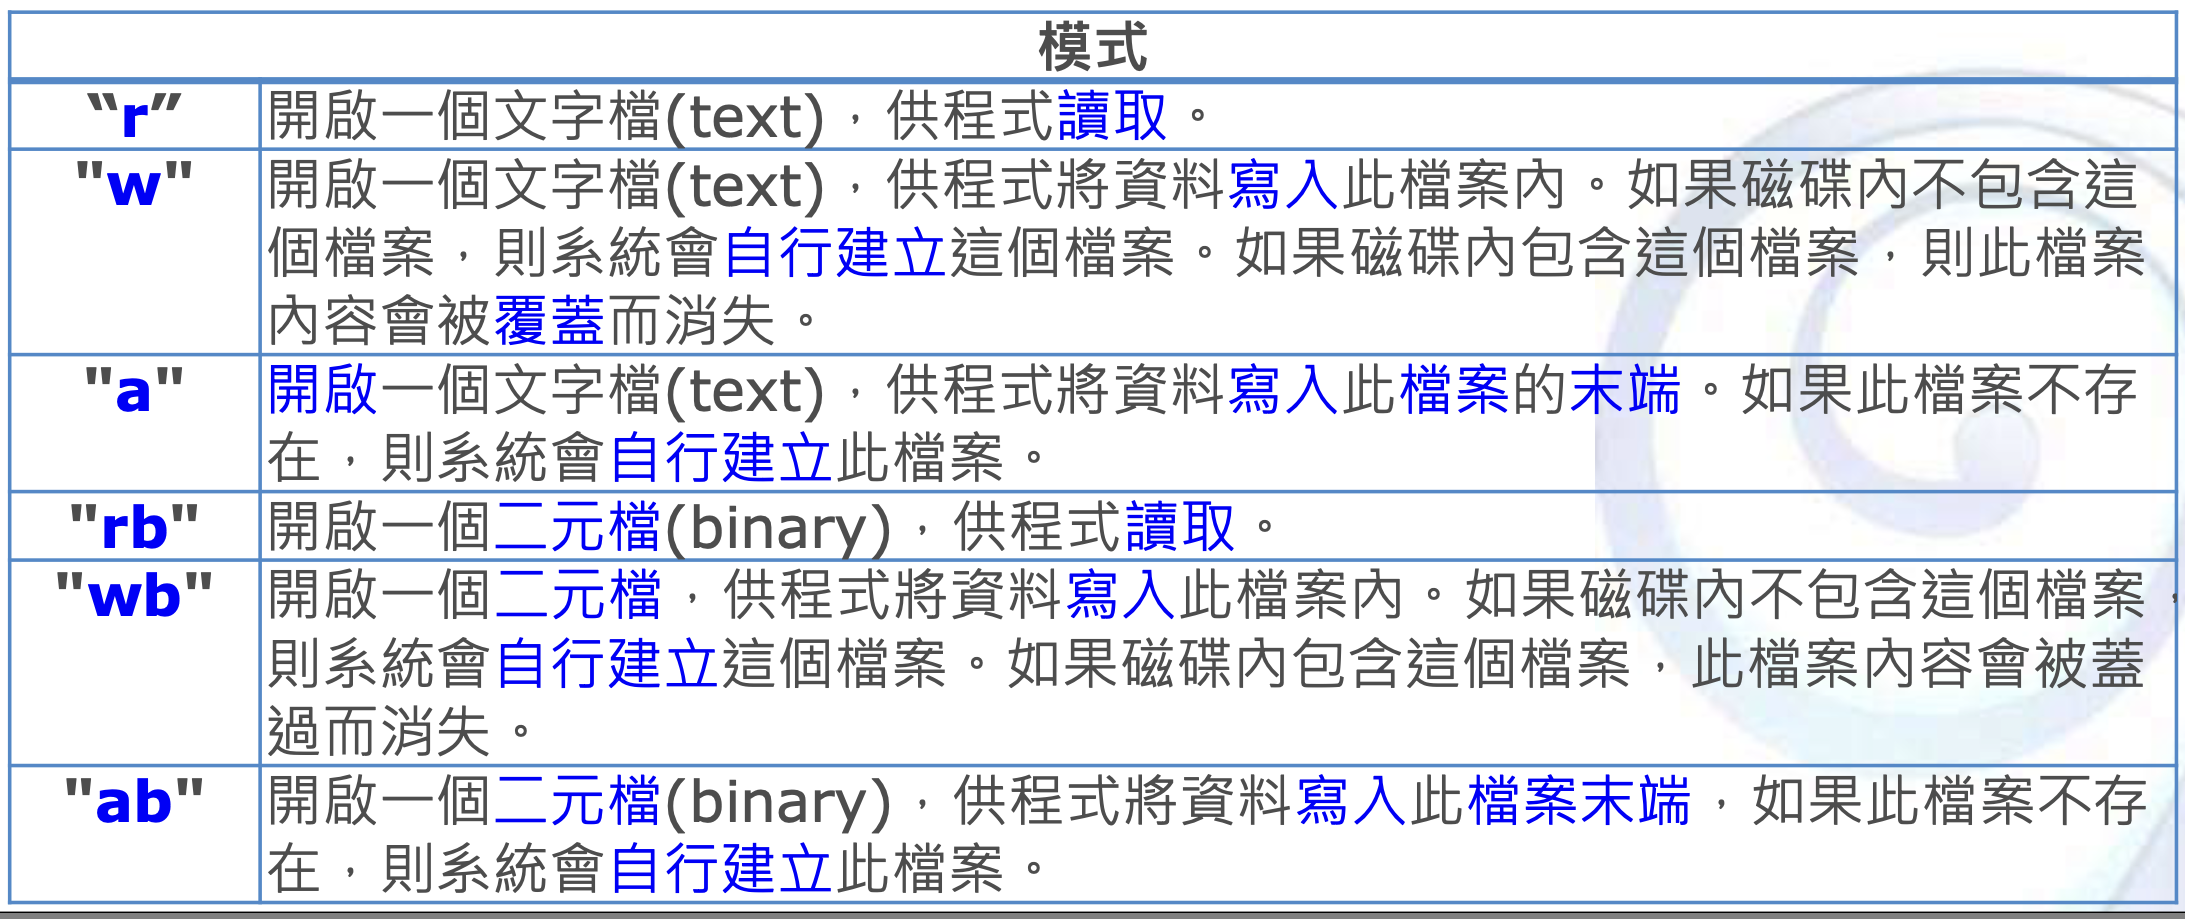 模式
“r” 開啟一個文字檔(text)，供程式讀取。
"w" 開啟一個文字檔(text)，供程式將資料寫入此檔案內。如果磁碟內不包含這
個檔案，則系統會自行建立這個檔案。如果磁碟內包含這個檔案，則此檔案
內容會被覆蓋而消失。
"a" 開啟一個文字檔(text)，供程式將資料寫入此檔案的末端。如果此檔案不存
在，則系統會自行建立此檔案。
"rb" 開啟一個二元檔(binary)，供程式讀取。
"wb" 開啟一個二元檔，供程式將資料寫入此檔案內。如果磁碟內不包含這個檔案，
則系統會自行建立這個檔案。如果磁碟內包含這個檔案，此檔案內容會被蓋
過而消失。
"ab" 開啟一個二元檔(binary)，供程式將資料寫入此檔案末端，如果此檔案不存
在，則系統會自行建立此檔案。